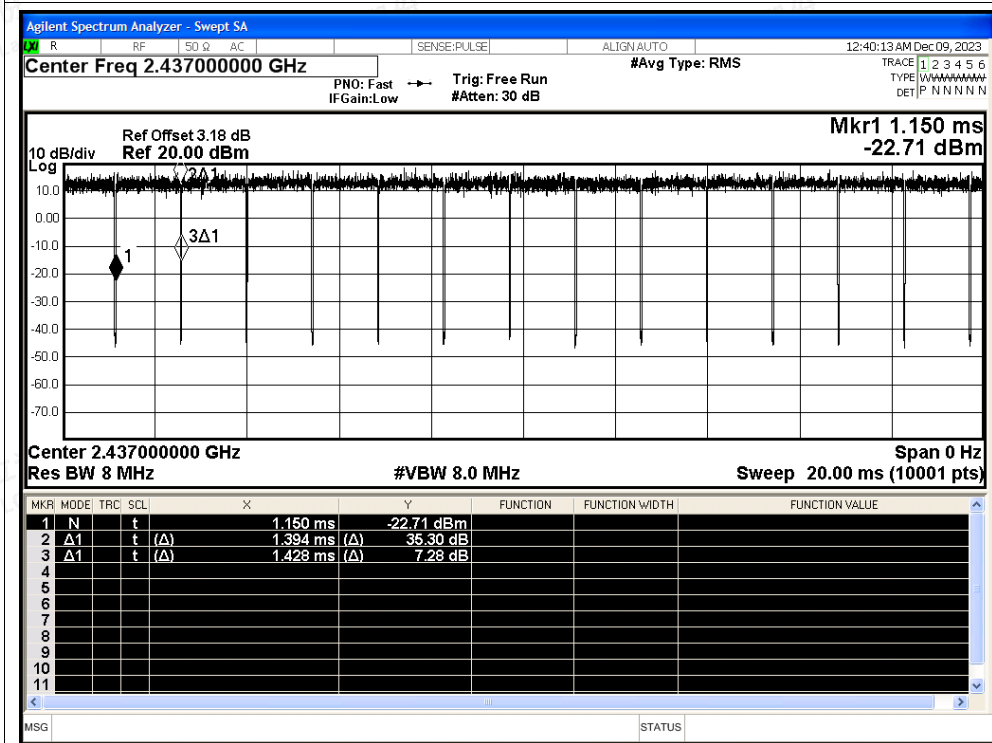 Agilent Spectrum Analyzer - Swept SA
LXI R RF 50 Ω AC SENSE:PULSE ALIGN AUTO 12:40:13 AM Dec 09, 2023
Center Freq 2.437000000 GHz #Avg Type: RMS TRACE 1 2 3 4 5 6
PNO: Fast Trig: Free Run TYPE WWWWWW
IFGain:Low #Atten: 30 dB DET P N N N N N
Mkr1 1.150 ms
Ref Offset 3.18 dB
10 dB/div Ref 20.00 dBm -22.71 dBm
Log
2Δ1
10.0
0.00
3Δ1
-10.0
1
-20.0
-30.0
-40.0
-50.0
-60.0
-70.0
Center 2.437000000 GHz Span 0 Hz
Res BW 8 MHz #VBW 8.0 MHz Sweep 20.00 ms (10001 pts)
MKR MODE TRC SCL X Y FUNCTION FUNCTION WIDTH FUNCTION VALUE
1 N t 1.150 ms -22.71 dBm
2 Δ1 t (Δ) 1.394 ms (Δ) 35.30 dB
3 Δ1 t (Δ) 1.428 ms (Δ) 7.28 dB
4
5
6
7
8
9
10
11
MSG STATUS